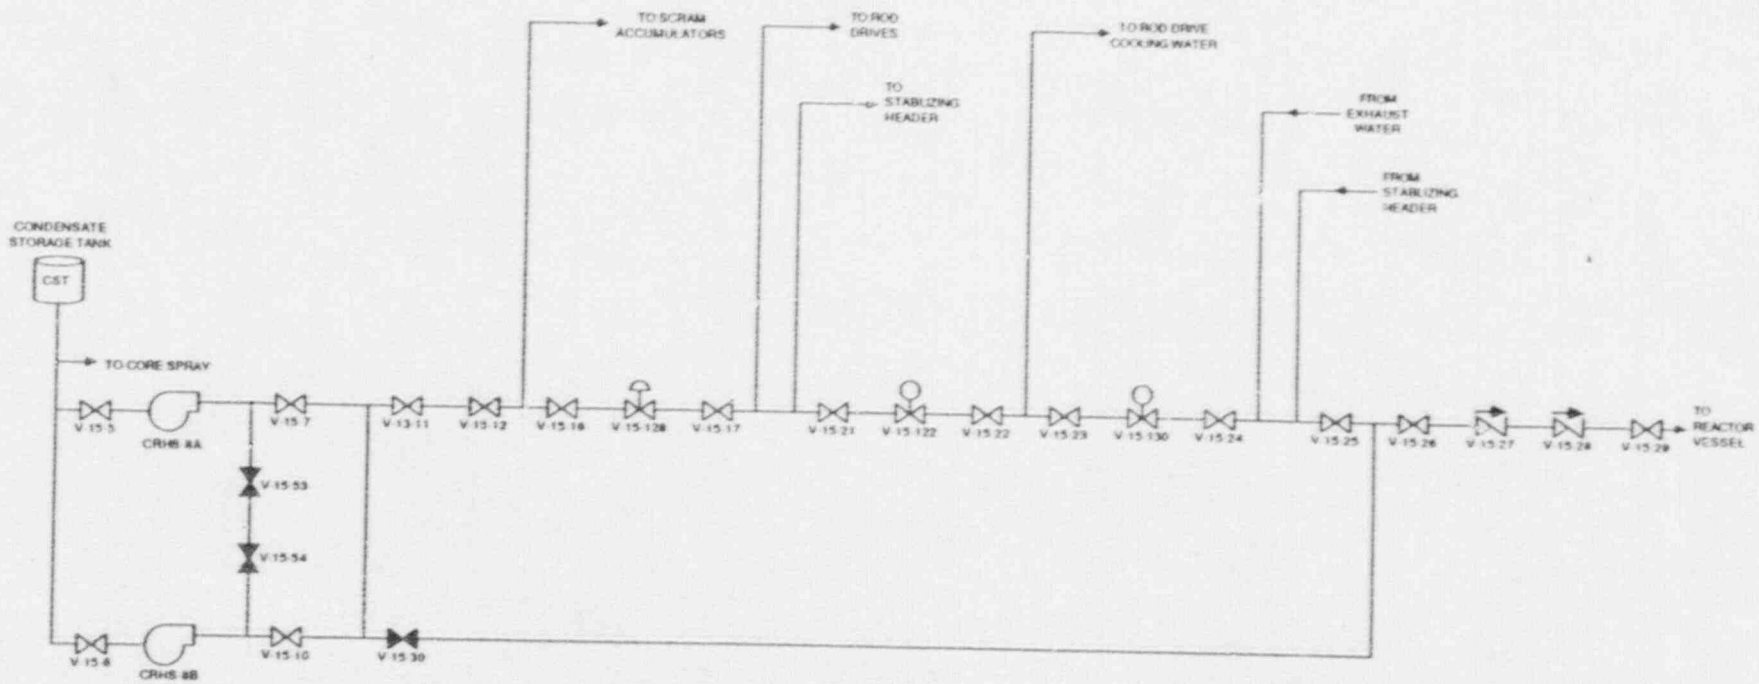 TO SCRAM
ACCUMULATORS
TO ROD
DRIVES
TO ROD DRIVE
COOLING WATER
TO
STABLIZING
HEADER
FROM
EXHAUST
WATER
FROM
STABLIZING
HEADER
CONDENSATE
STORAGE TANK
CST
TO CORE SPRAY
V-15-5
CRHS-8A
V-15-7
V-13-11
V-15-12
V-15-16
V-15-128
V-15-17
V-15-21
V-15-122
V-15-22
V-15-23
V-15-130
V-15-24
V-15-25
V-15-26
V-15-27
V-15-28
V-15-29
TO
REACTOR
VESSEL
V-15-53
V-15-54
V-15-8
CRHS-8B
V-15-10
V-15-30